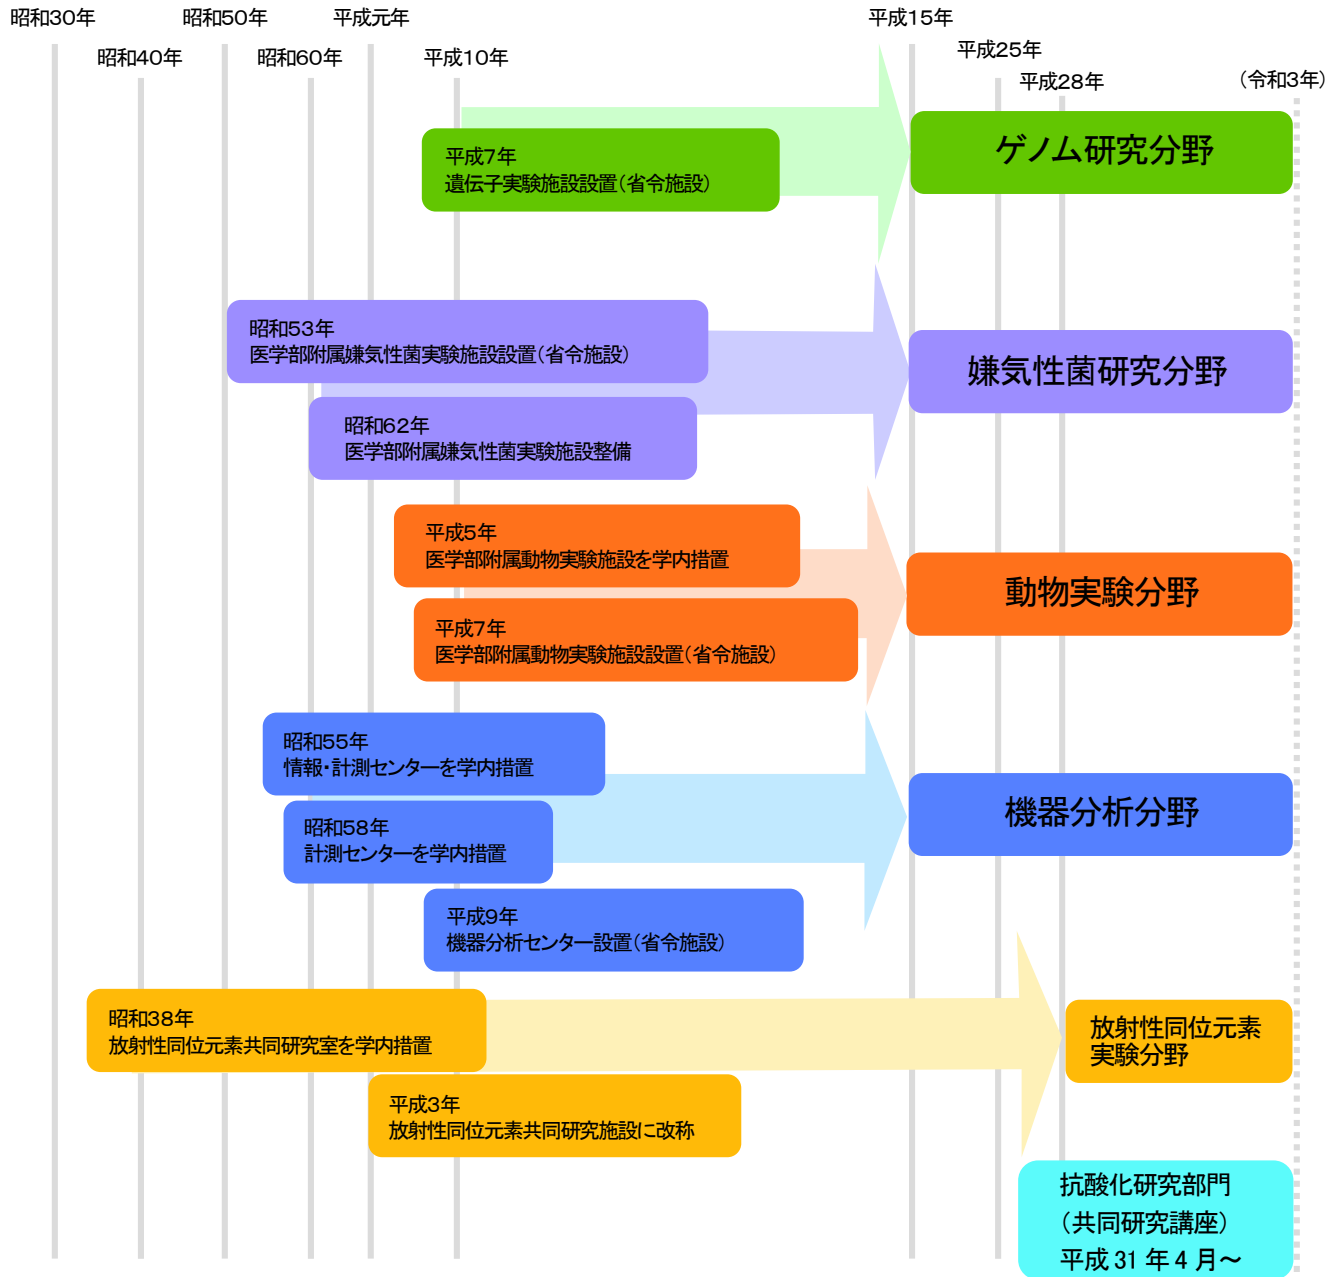 昭和30年
昭和50年
平成元年
平成15年
昭和40年
昭和60年
平成10年
平成25年
平成28年
（令和3年）
平成7年
遺伝子実験施設設置（省令施設）
ゲノム研究分野
昭和53年
医学部附属嫌気性菌実験施設設置（省令施設）
嫌気性菌研究分野
昭和62年
医学部附属嫌気性菌実験施設整備
平成5年
医学部附属動物実験施設を学内措置
動物実験分野
平成7年
医学部附属動物実験施設設置（省令施設）
昭和55年
情報・計測センターを学内措置
機器分析分野
昭和58年
計測センターを学内措置
平成9年
機器分析センター設置（省令施設）
昭和38年
放射性同位元素共同研究室を学内措置
放射性同位元素
実験分野
平成3年
放射性同位元素共同研究施設に改称
抗酸化研究部門
（共同研究講座）
平成 31 年 4 月～